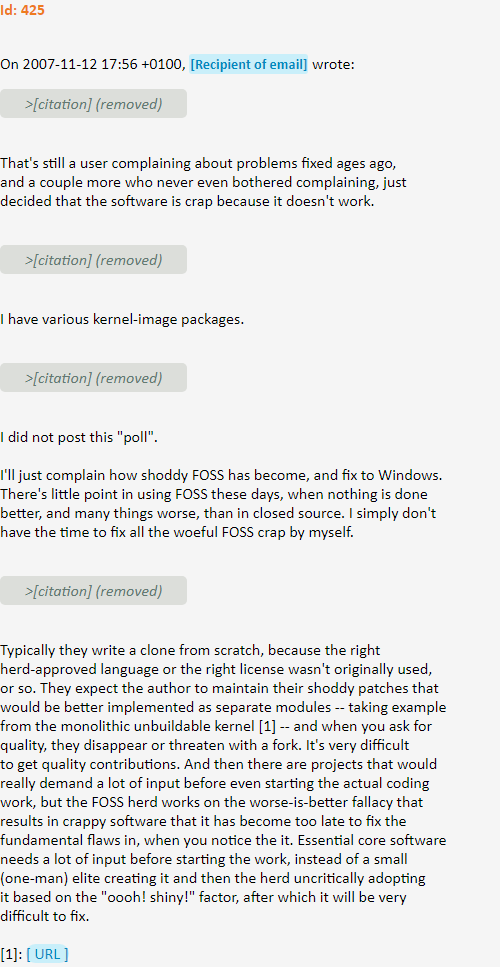 Id: 425
On 2007-11-12 17:56 +0100, [Recipient of email] wrote:
>[citation] (removed)
That's still a user complaining about problems fixed ages ago,
and a couple more who never even bothered complaining, just
decided that the software is crap because it doesn't work.
>[citation] (removed)
I have various kernel-image packages.
>[citation] (removed)
I did not post this "poll".
I'll just complain how shoddy FOSS has become, and fix to Windows.
There's little point in using FOSS these days, when nothing is done
better, and many things worse, than in closed source. I simply don't
have the time to fix all the woeful FOSS crap by myself.
>[citation] (removed)
Typically they write a clone from scratch, because the right
herd-approved language or the right license wasn't originally used,
or so. They expect the author to maintain their shoddy patches that
would be better implemented as separate modules -- taking example
from the monolithic unbuildable kernel [1] -- and when you ask for
quality, they disappear or threaten with a fork. It's very difficult
to get quality contributions. And then there are projects that would
really demand a lot of input before even starting the actual coding
work, but the FOSS herd works on the worse-is-better fallacy that
results in crappy software that it has become too late to fix the
fundamental flaws in, when you notice the it. Essential core software
needs a lot of input before starting the work, instead of a small
(one-man) elite creating it and then the herd uncritically adopting
it based on the "oooh! shiny!" factor, after which it will be very
difficult to fix.
[1]: [ URL ]